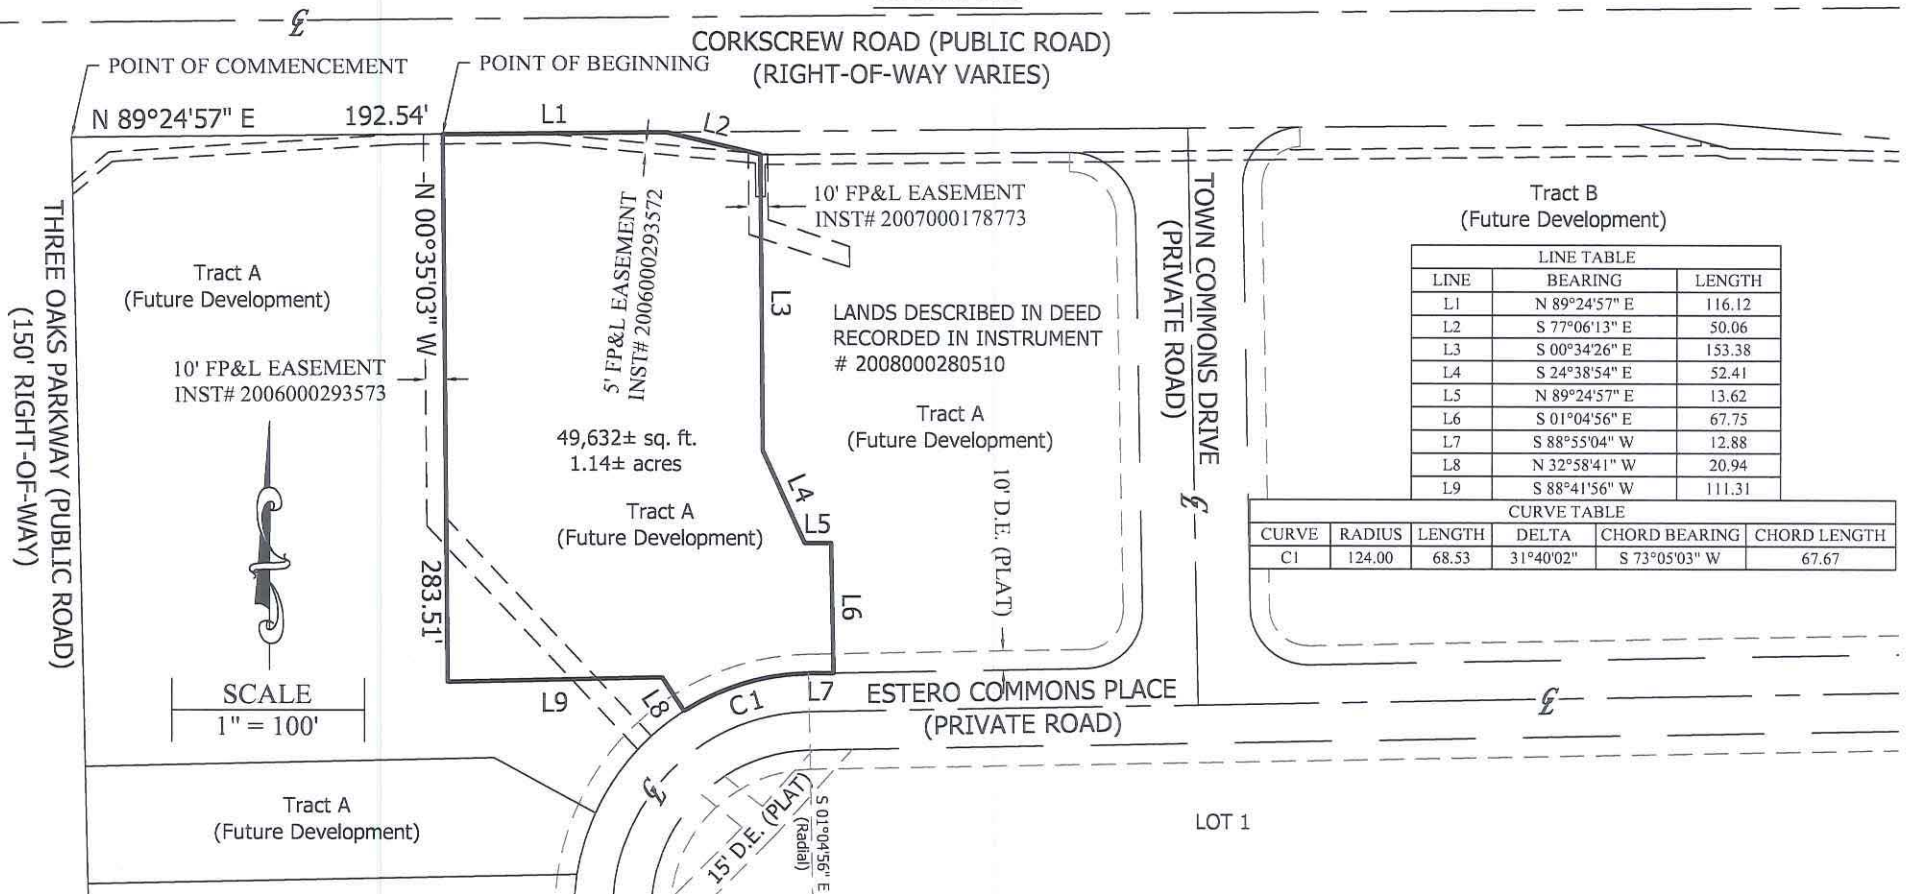 CORKSCREW ROAD (PUBLIC ROAD)
(RIGHT-OF-WAY VARIES)
POINT OF COMMENCEMENT
POINT OF BEGINNING
N 89°24'57" E
192.54'
L1
L2
THREE OAKS PARKWAY (PUBLIC ROAD)
(150' RIGHT-OF-WAY)
Tract A
(Future Development)
10' FP&L EASEMENT
INST# 2006000293573
N 00°35'03" W
283.51'
5' FP&L EASEMENT
INST# 2006000293572
10' FP&L EASEMENT
INST# 2007000178773
L3
LANDS DESCRIBED IN DEED
RECORDED IN INSTRUMENT
# 2008000280510
Tract A
(Future Development)
49,632± sq. ft.
1.14± acres
Tract A
(Future Development)
L4
L5
L6
10' D.E. (PLAT)
TOWN COMMONS DRIVE
(PRIVATE ROAD)
Tract B
(Future Development)
LINE TABLE
LINE BEARING LENGTH
L1 N 89°24'57" E 116.12
L2 S 77°06'13" E 50.06
L3 S 00°34'26" E 153.38
L4 S 24°38'54" E 52.41
L5 N 89°24'57" E 13.62
L6 S 01°04'56" E 67.75
L7 S 88°55'04" W 12.88
L8 N 32°58'41" W 20.94
L9 S 88°41'56" W 111.31
CURVE TABLE
CURVE RADIUS LENGTH DELTA CHORD BEARING CHORD LENGTH
C1 124.00 68.53 31°40'02" S 73°05'03" W 67.67
SCALE
1" = 100'
L9
L8
C1
L7
ESTERO COMMONS PLACE
(PRIVATE ROAD)
Tract A
(Future Development)
15' D.E. (PLAT)
S 01°04'56" E
(Radial)
LOT 1